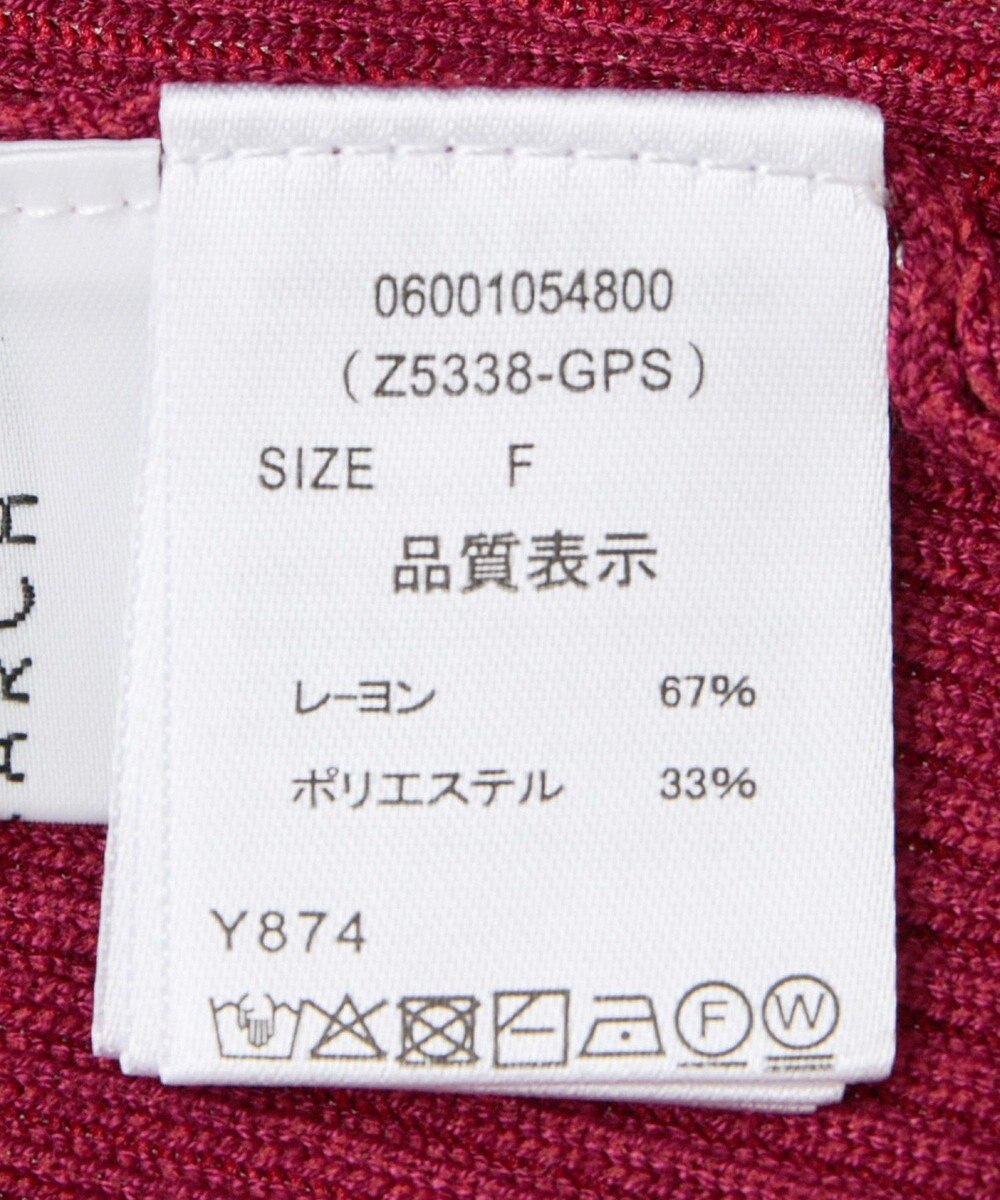 06001054800
(Z5338-GPS)
SIZE F
品質表示
レーヨン 67%
ポリエステル 33%
Y874
F W
ARCH